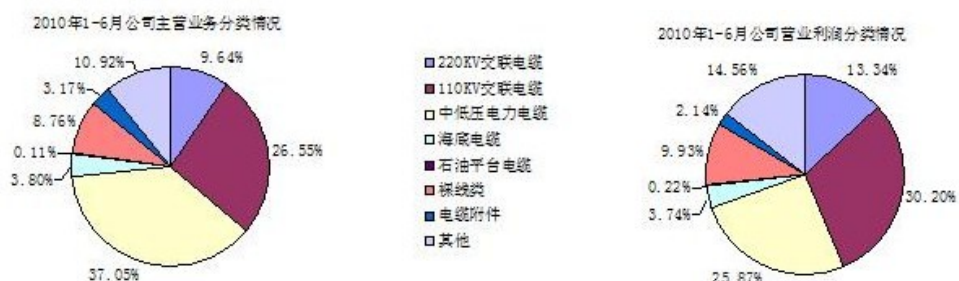 2010年1-6月公司主营业务分类情况
10.92%
9.64%
3.17%
8.76%
26.55%
0.11%
3.80%
37.05%
220KV交联电缆
110KV交联电缆
中低压电力电缆
海底电缆
石油平台电缆
裸线类
电缆附件
其他
2010年1-6月公司营业利润分类情况
14.56%
13.34%
2.14%
9.93%
0.22%
30.20%
3.74%
25.87%